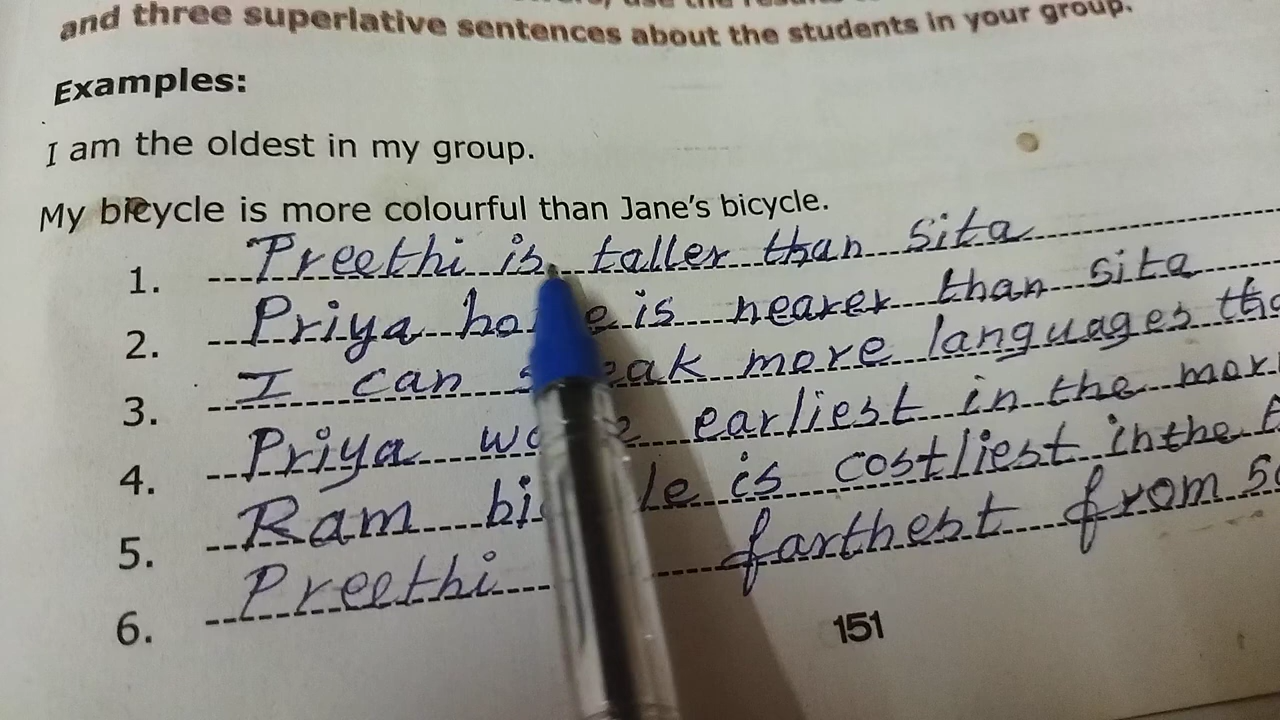 use the
and three superlative sentences about the students in your group.
Examples:
I am the oldest in my group.
My bicycle is more colourful than Jane's bicycle.
1. Preethi is taller than sita
2. Priya is nearer than sita
3. I can more languages
4. Priya earliest in the
5. Ram is costliest in the
6. Preethi farthest from
151